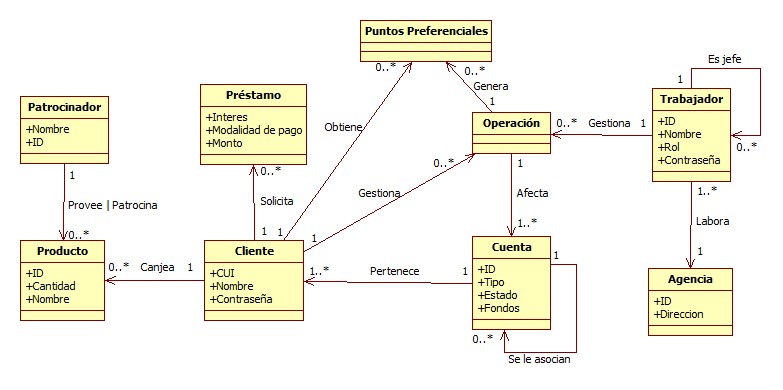 Puntos Preferenciales
Es jefe
0..*
0..*
1
Genera
1
Patrocinador
+Nombre
+ID
Préstamo
+Interes
+Modalidad de pago
+Monto
Obtiene
Operación
0..*
Gestiona
1
Trabajador
+ID
+Nombre
+Rol
+Contraseña
0..*
1
0..*
0..*
1
1..*
Provee | Patrocina
Solicita
Gestiona
Afecta
Labora
0..*
1
1
1
1..*
1
Producto
+ID
+Cantidad
+Nombre
0..*
Canjea
1
Cliente
+CUI
+Nombre
+Contraseña
1..*
Pertenece
1
Cuenta
+ID
+Tipo
+Estado
+Fondos
1
Agencia
+ID
+Direccion
0..*
Se le asocian